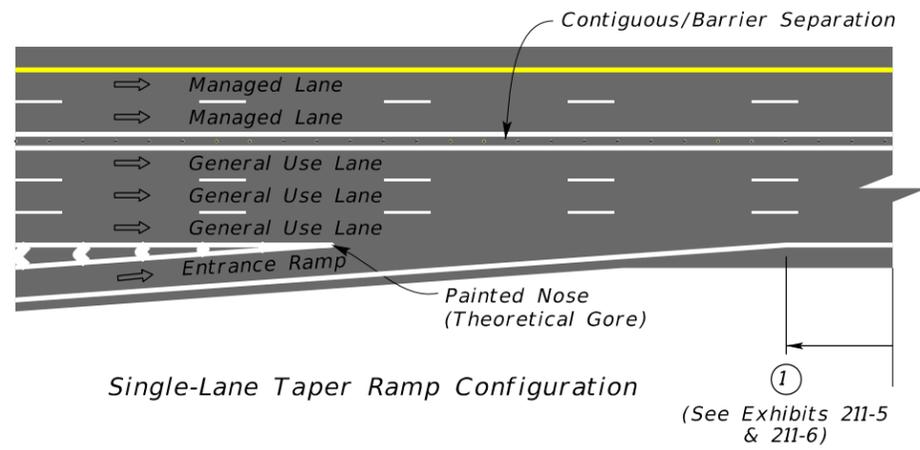 Contiguous/Barrier Separation
Managed Lane
Managed Lane
General Use Lane
General Use Lane
General Use Lane
Entrance Ramp
Painted Nose
(Theoretical Gore)
Single-Lane Taper Ramp Configuration
1
(See Exhibits 211-5
& 211-6)